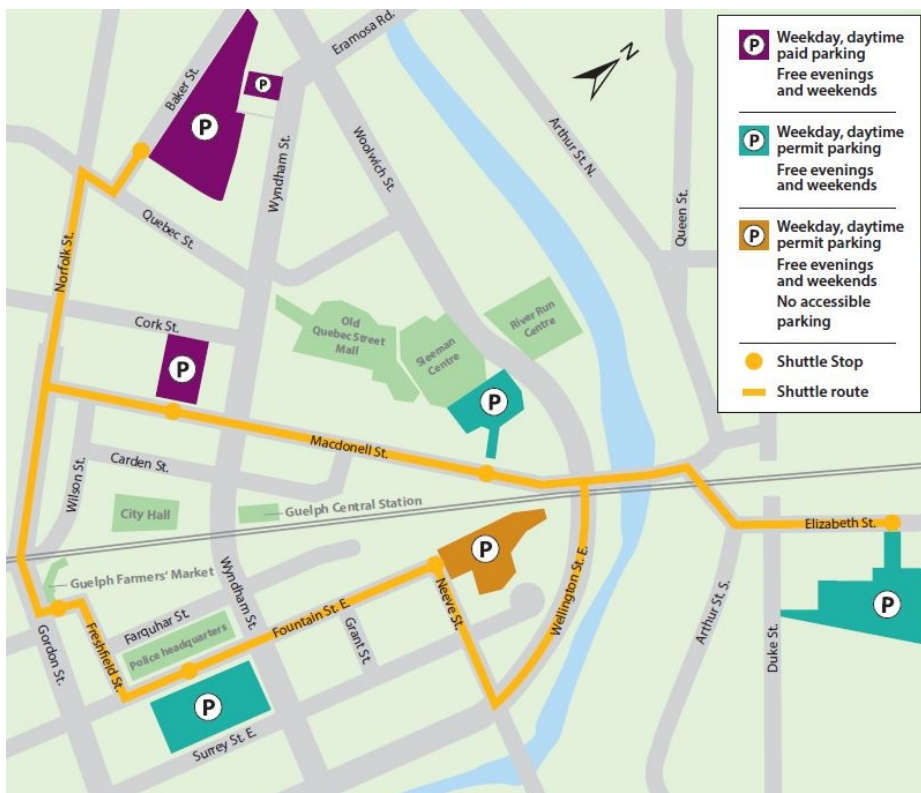 Eramosa Rd.
Baker St.
P
P
Wyndham St.
Woolwich St.
Arthur St. N.
Queen St.
N
Quebec St.
Norfolk St.
Cork St.
P
Old
Quebec Street
Mall
Sleeman
Centre
River Run
Centre
P
Macdonell St.
Carden St.
Wilson St.
City Hall
Guelph Central Station
Guelph Farmers' Market
Gordon St.
Freshfield St.
Farquhar St.
Police headquarters
Wyndham St.
Fountain St. E.
Grant St.
Neeve St.
P
Wellington St. E.
P
Surrey St. E.
Elizabeth St.
Arthur St. S.
Duke St.
P
P
Weekday, daytime
paid parking
Free evenings
and weekends
P
Weekday, daytime
permit parking
Free evenings
and weekends
P
Weekday, daytime
permit parking
Free evenings
and weekends
No accessible
parking
Shuttle Stop
Shuttle route